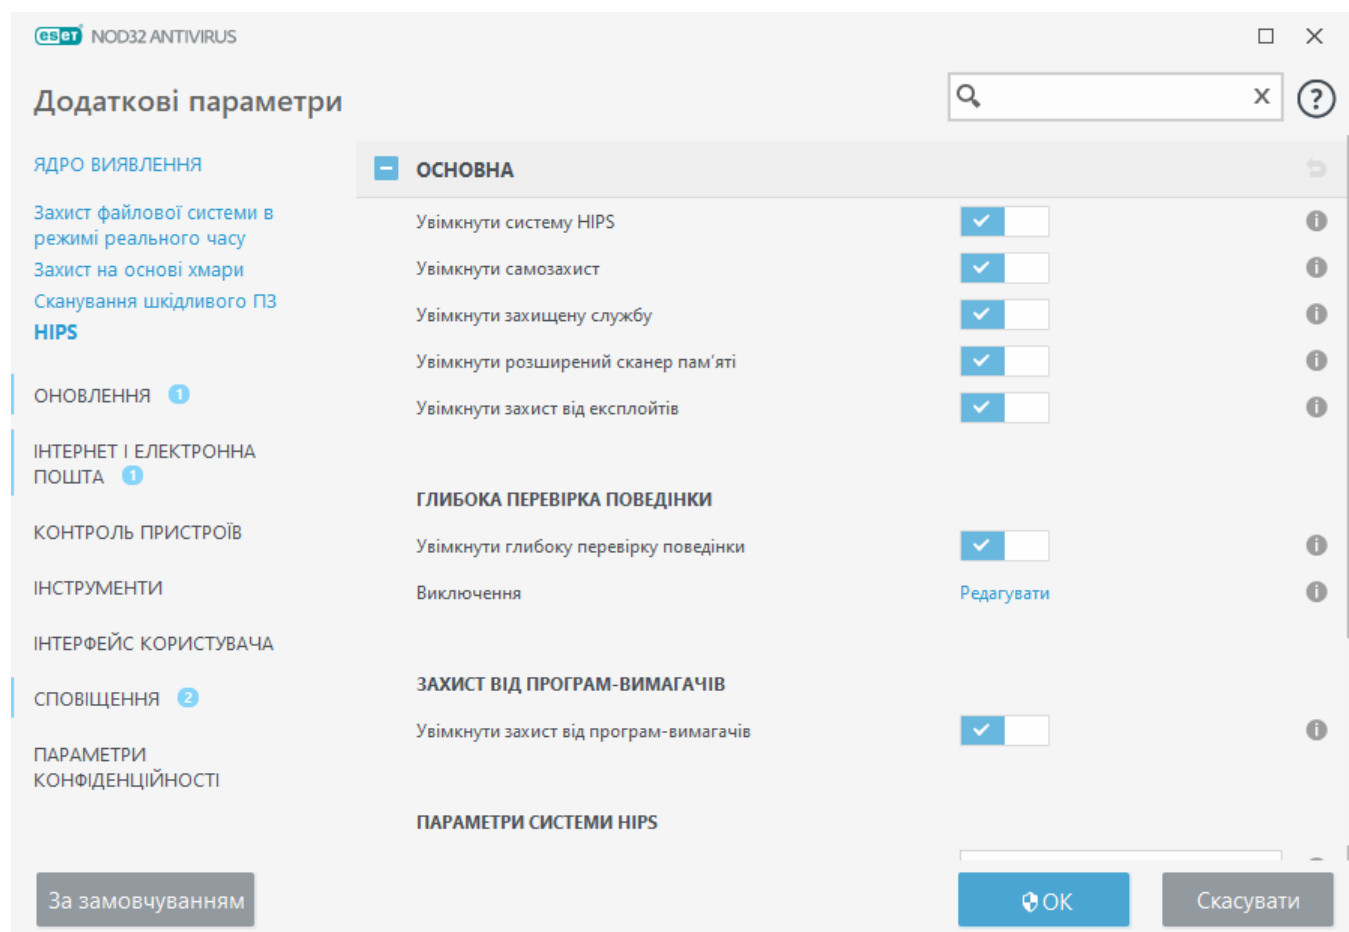 eset NOD32 ANTIVIRUS
Додаткові параметри
x
?
ЯДРО ВИЯВЛЕННЯ
Захист файлової системи в
режимі реального часу
Захист на основі хмари
Сканування шкідливого ПЗ
HIPS
ОНОВЛЕННЯ 1
ІНТЕРНЕТ І ЕЛЕКТРОННА
ПОШТА 1
КОНТРОЛЬ ПРИСТРОЇВ
ІНСТРУМЕНТИ
ІНТЕРФЕЙС КОРИСТУВАЧА
СПОВІЩЕННЯ 2
ПАРАМЕТРИ
КОНФІДЕНЦІЙНОСТІ
ОСНОВНА
Увімкнути систему HIPS
Увімкнути самозахист
Увімкнути захищену службу
Увімкнути розширений сканер пам’яті
Увімкнути захист від експлойтів
ГЛИБОКА ПЕРЕВІРКА ПОВЕДІНКИ
Увімкнути глибоку перевірку поведінки
Виключення Редагувати
ЗАХИСТ ВІД ПРОГРАМ-ВИМАГАЧІВ
Увімкнути захист від програм-вимагачів
ПАРАМЕТРИ СИСТЕМИ HIPS
За замовчуванням
OK
Скасувати